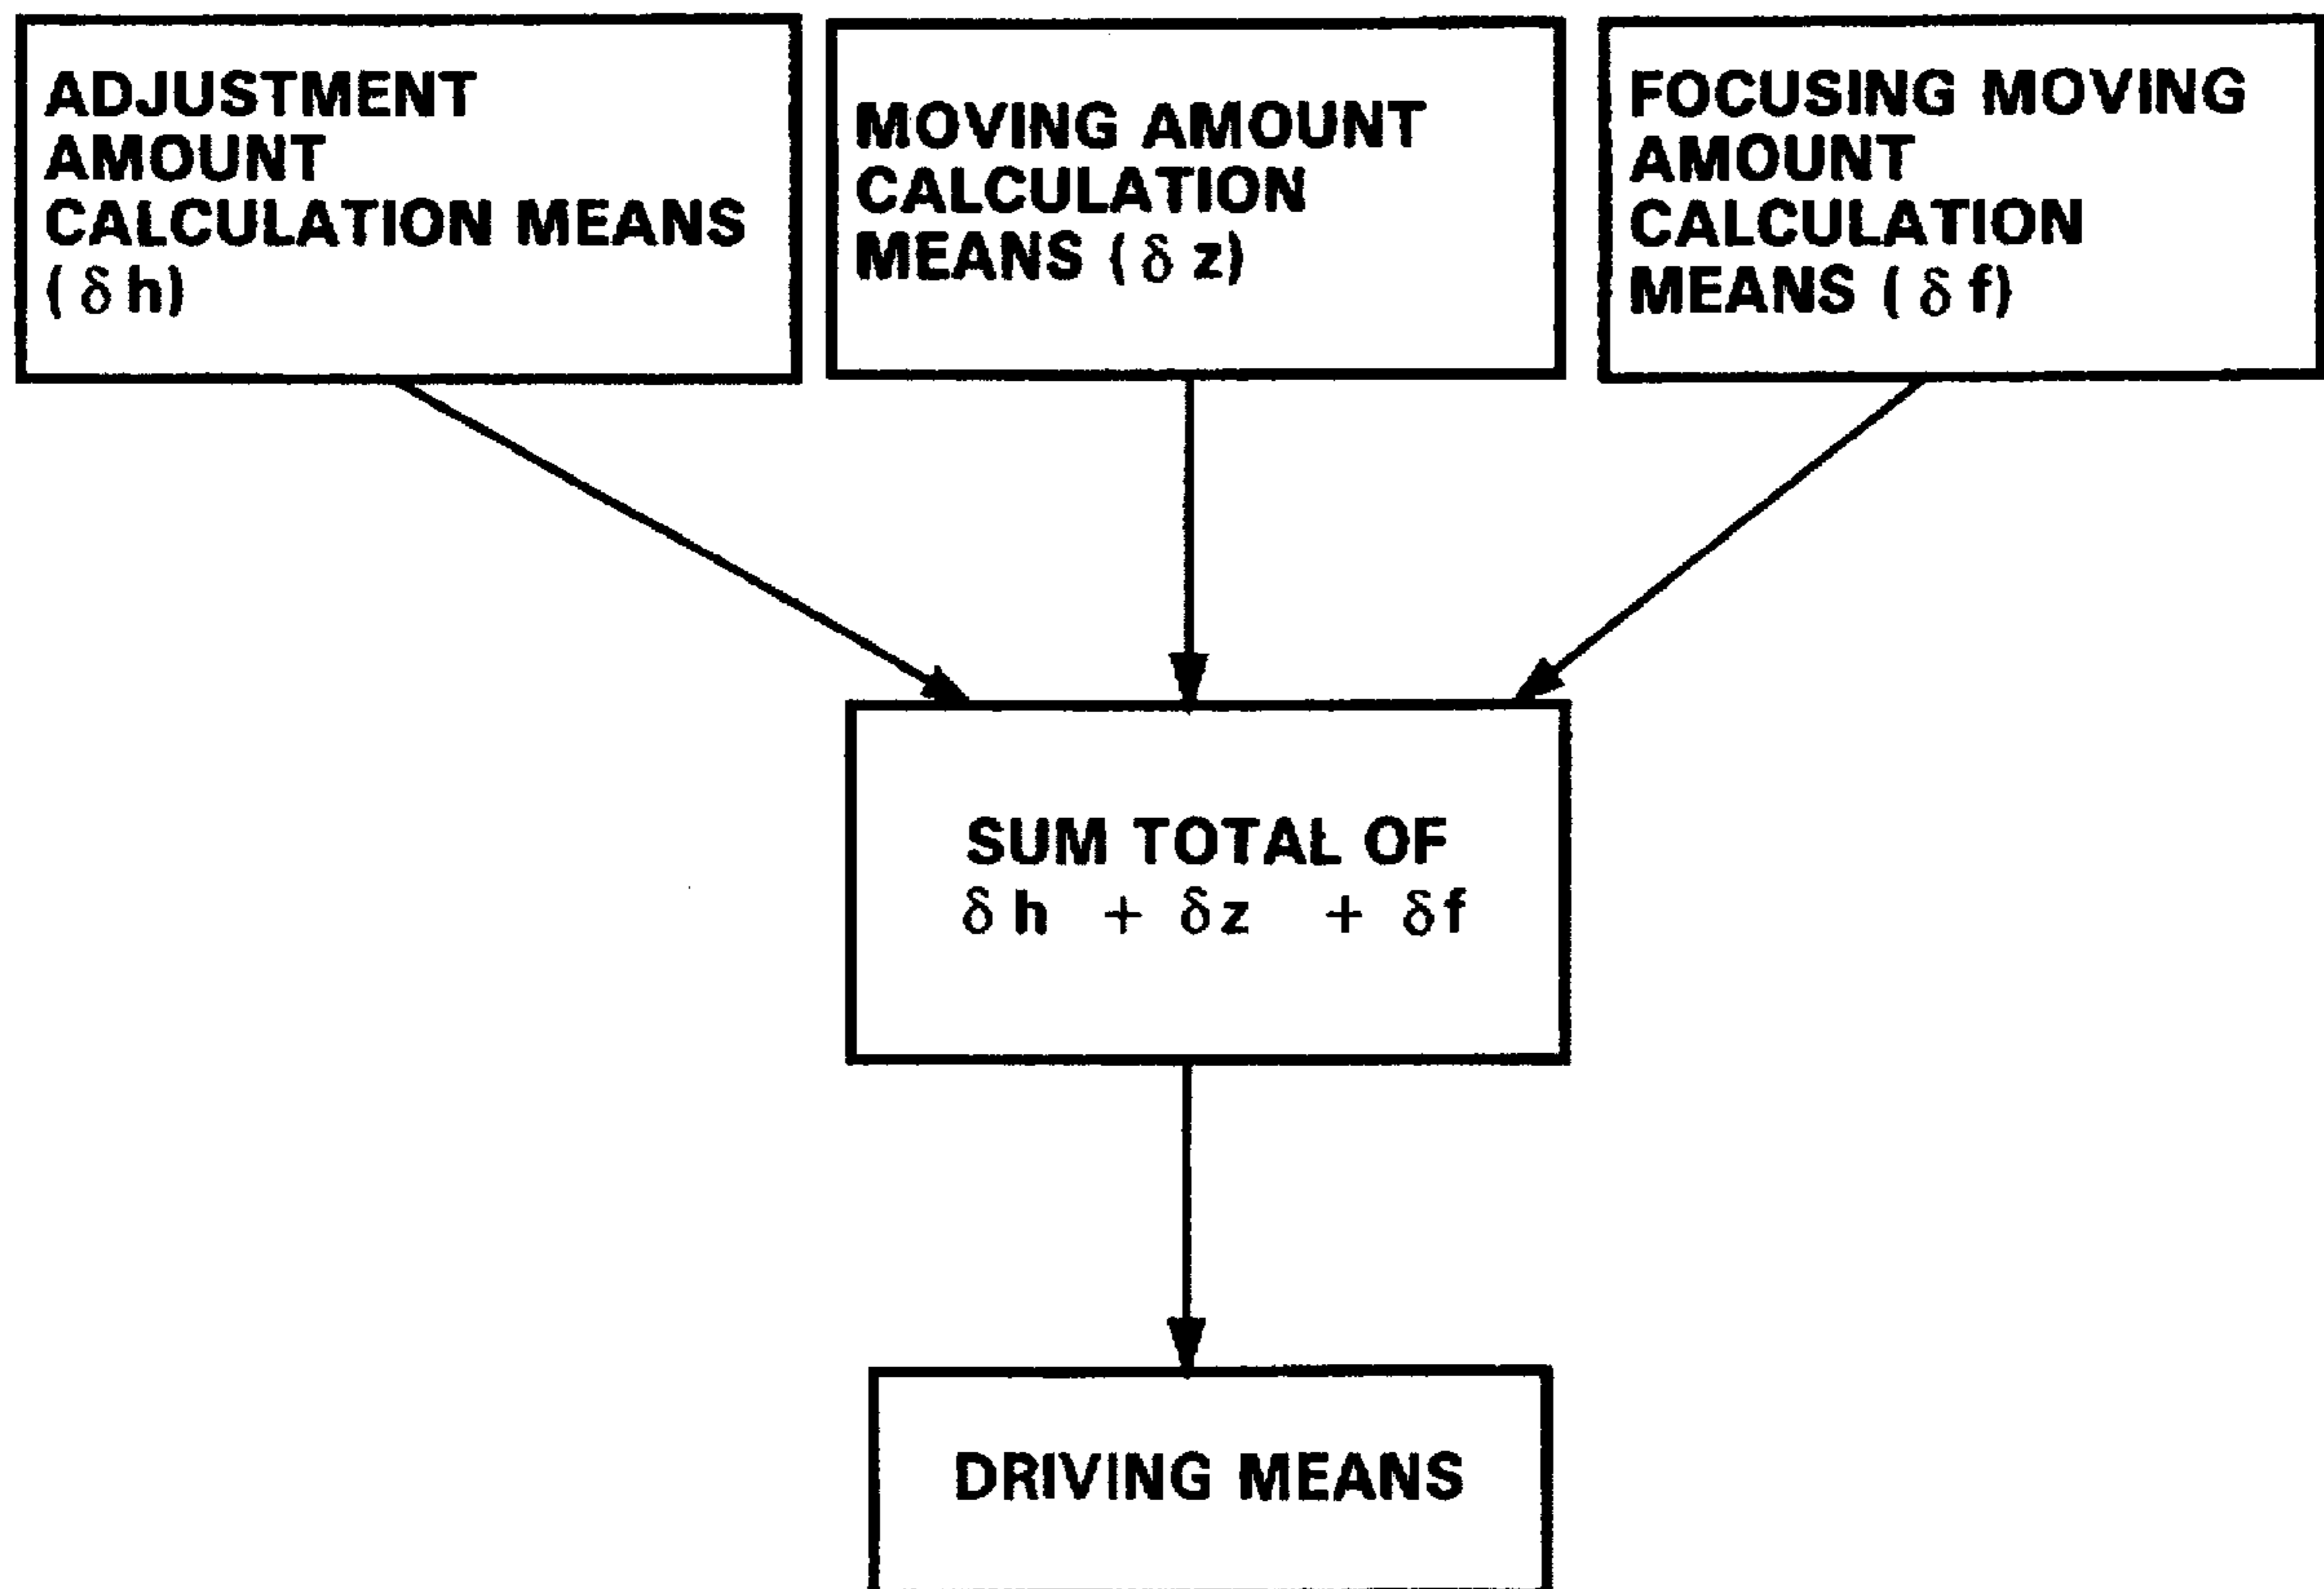 ADJUSTMENT
AMOUNT
CALCULATION MEANS
(δh)
MOVING AMOUNT
CALCULATION
MEANS (δz)
FOCUSING MOVING
AMOUNT
CALCULATION
MEANS (δf)
SUM TOTAL OF
δh + δz + δf
DRIVING MEANS